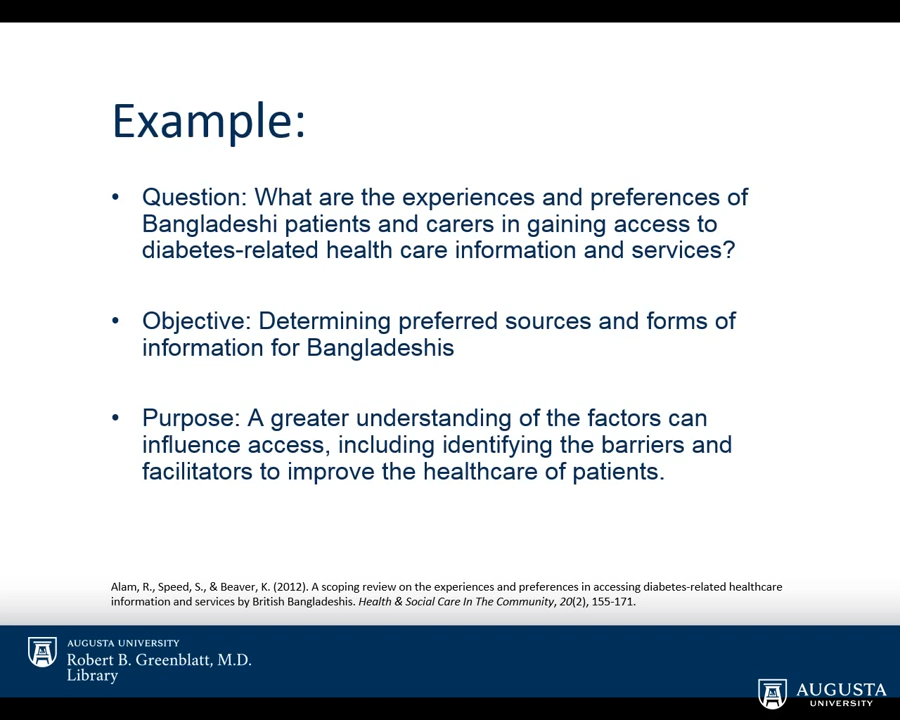 Example:
• Question: What are the experiences and preferences of
Bangladeshi patients and carers in gaining access to
diabetes-related health care information and services?
• Objective: Determining preferred sources and forms of
information for Bangladeshis
• Purpose: A greater understanding of the factors can
influence access, including identifying the barriers and
facilitators to improve the healthcare of patients.
Alam, R., Speed, S., & Beaver, K. (2012). A scoping review on the experiences and preferences in accessing diabetes-related healthcare
information and services by British Bangladeshis. Health & Social Care In The Community, 20(2), 155-171.
AUGUSTA UNIVERSITY
Robert B. Greenblatt, M.D.
Library
AUGUSTA
UNIVERSITY